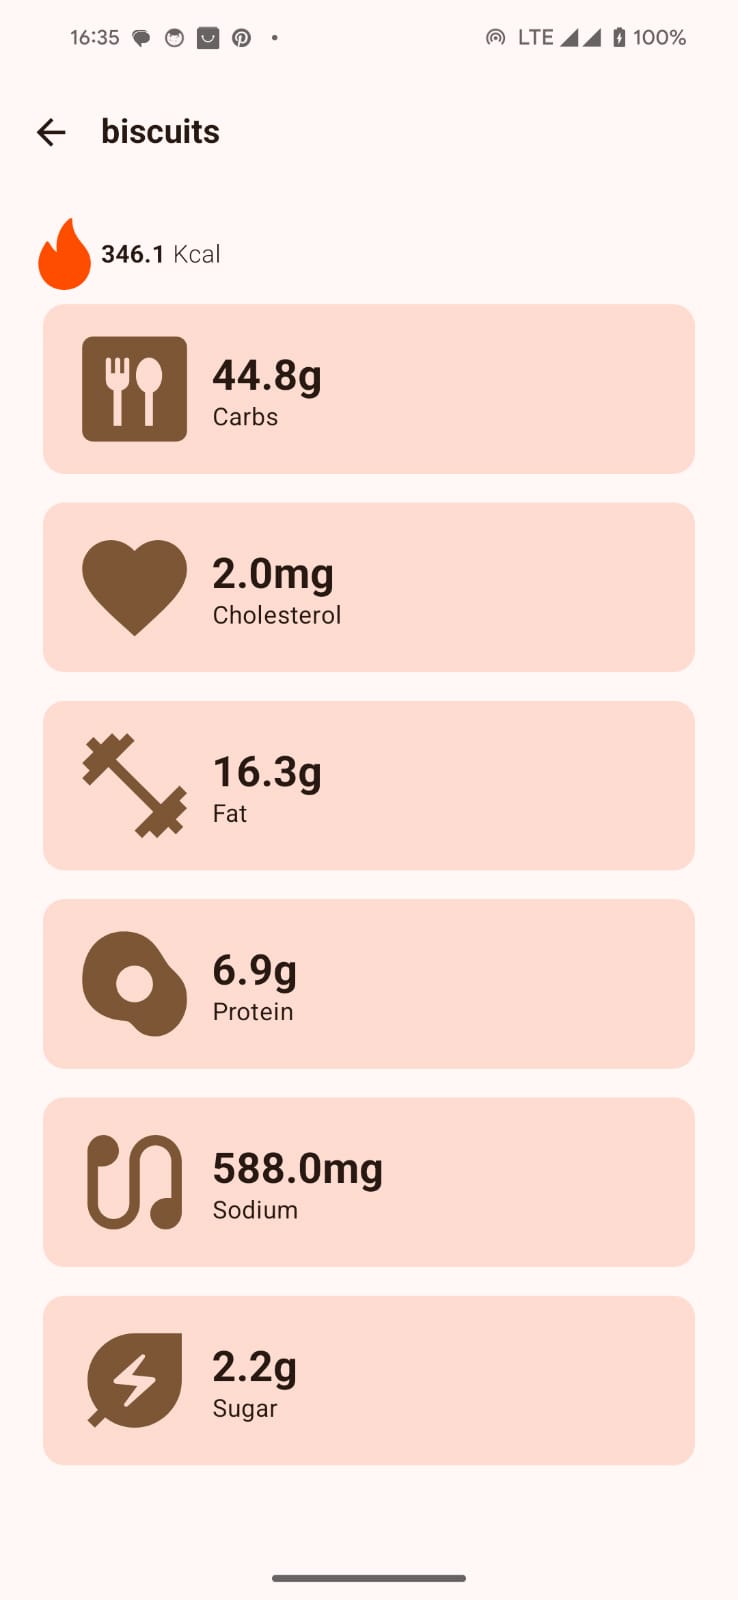 16:35 LTE 100%
biscuits
346.1 Kcal
44.8g
Carbs
2.0mg
Cholesterol
16.3g
Fat
6.9g
Protein
588.0mg
Sodium
2.2g
Sugar